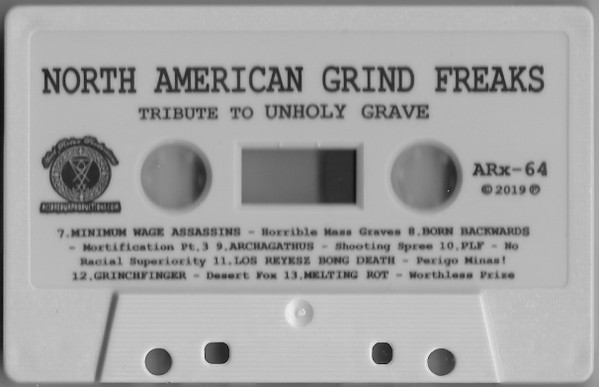 NORTH AMERICAN GRIND FREAKS
TRIBUTE TO UNHOLY GRAVE
ARx-64
©2019℗
7.MINIMUM WAGE ASSASSINS - Horrible Mass Graves 8.BORN BACKWARDS
- Mortification Pt.3 9.ARCHAGATHUS - Shooting Spree 10.PLF - No
Racial Superiority 11.LOS REYESZ BONG DEATH - Perigo Minas!
12.GRINCHFINGER - Desert Fox 13.MELTING ROT - Worthless Prize